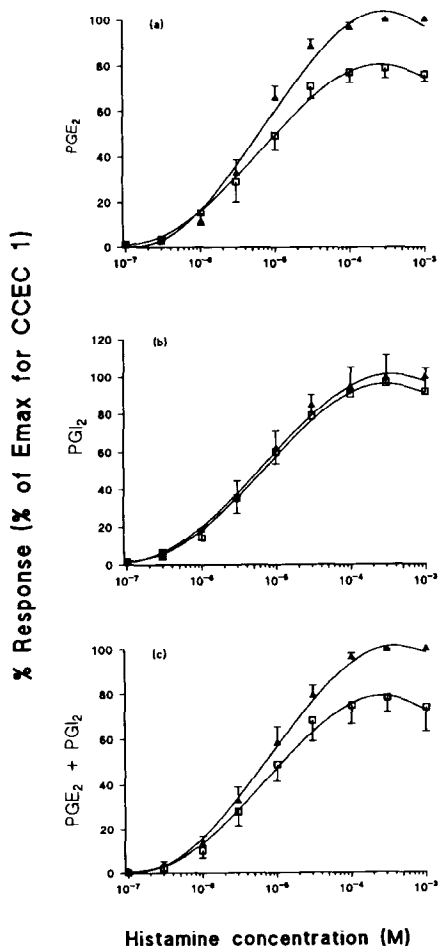 % Response (% of Emax for CCEC 1)
(a)
PGE₂
100
80
60
40
20
0
10⁻⁷ 10⁻⁶ 10⁻⁵ 10⁻⁴ 10⁻³
(b)
PGI₂
120
100
80
60
40
20
0
10⁻⁷ 10⁻⁶ 10⁻⁵ 10⁻⁴ 10⁻³
(c)
PGE₂ + PGI₂
100
80
60
40
20
0
10⁻⁷ 10⁻⁶ 10⁻⁵ 10⁻⁴ 10⁻³
Histamine concentration (M)